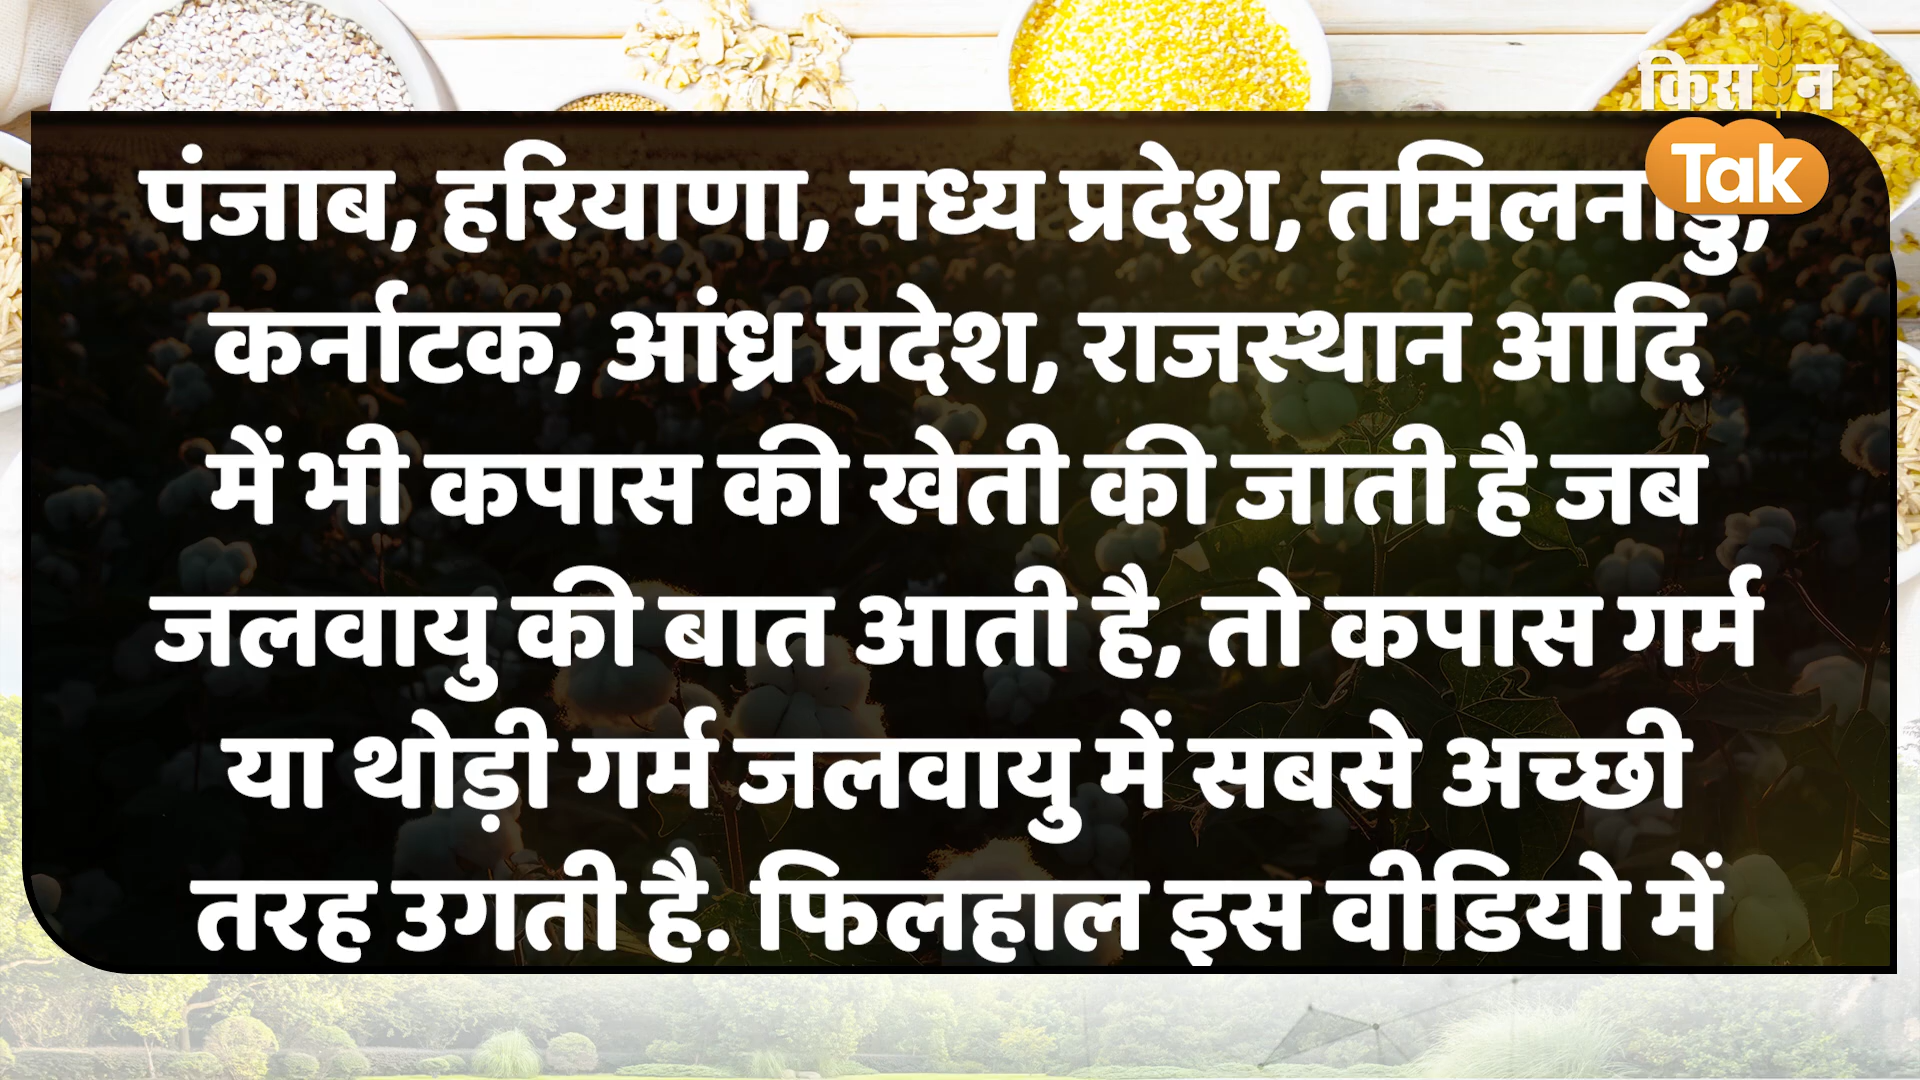 किसान
Tak
पंजाब, हरियाणा, मध्य प्रदेश, तमिलनाडु,
कर्नाटक, आंध्र प्रदेश, राजस्थान आदि
में भी कपास की खेती की जाती है जब
जलवायु की बात आती है, तो कपास गर्म
या थोड़ी गर्म जलवायु में सबसे अच्छी
तरह उगती है. फिलहाल इस वीडियो में